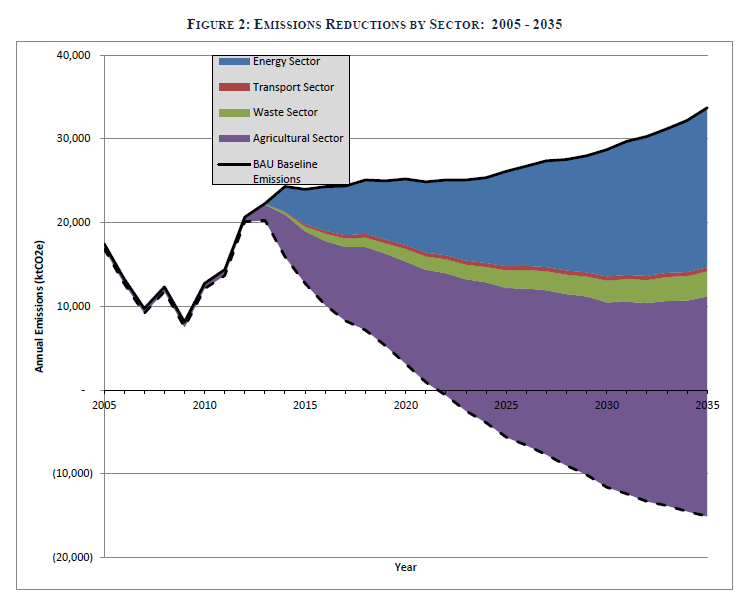 FIGURE 2: EMISSIONS REDUCTIONS BY SECTOR: 2005 - 2035
40,000
30,000
20,000
10,000
-
(10,000)
(20,000)
Annual Emissions (ktCO2e)
Energy Sector
Transport Sector
Waste Sector
Agricultural Sector
BAU Baseline
Emissions
2005 2010 2015 2020 2025 2030 2035
Year